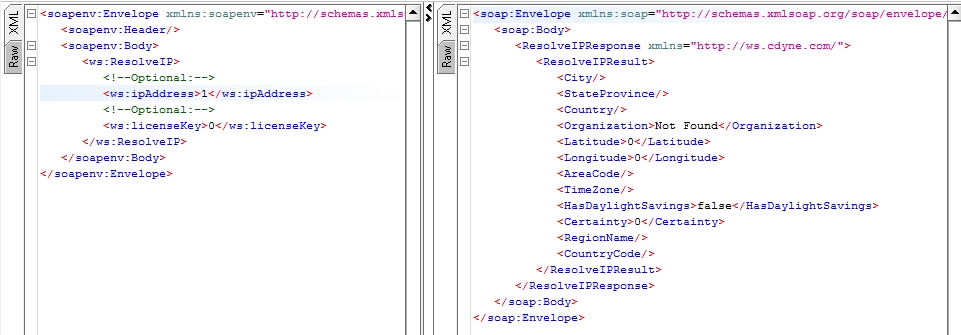 XML
Raw
<soapenv:Envelope xmlns:soapenv="http://schemas.xmls
<soapenv:Header/>
<soapenv:Body>
<ws:ResolveIP>
<!--Optional:-->
<ws:ipAddress>1</ws:ipAddress>
<!--Optional:-->
<ws:licenseKey>0</ws:licenseKey>
</ws:ResolveIP>
</soapenv:Body>
</soapenv:Envelope>
XML
Raw
<soap:Envelope xmlns:soap="http://schemas.xmlsoap.org/soap/envelope/
<soap:Body>
<ResolveIPResponse xmlns="http://ws.cdyne.com/">
<ResolveIPResult>
<City/>
<StateProvince/>
<Country/>
<Organization>Not Found</Organization>
<Latitude>0</Latitude>
<Longitude>0</Longitude>
<AreaCode/>
<TimeZone/>
<HasDaylightSavings>false</HasDaylightSavings>
<Certainty>0</Certainty>
<RegionName/>
<CountryCode/>
</ResolveIPResult>
</ResolveIPResponse>
</soap:Body>
</soap:Envelope>